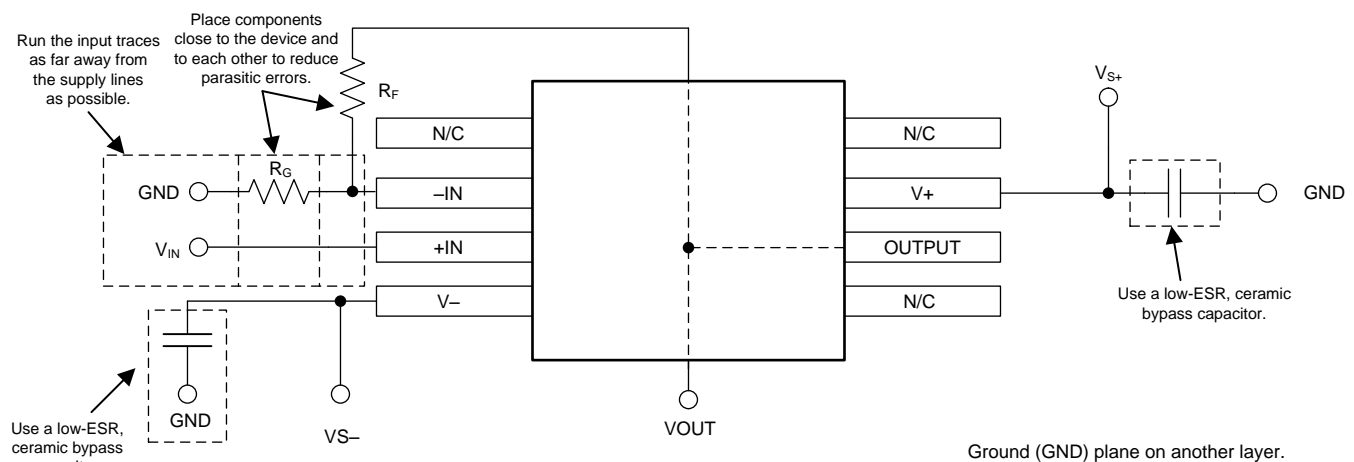 Place components
close to the device and
to each other to reduce
parasitic errors.
Run the input traces
as far away from
the supply lines
as possible.
RF
VS+
N/C
N/C
RG
GND
–IN
V+
GND
VIN
+IN
OUTPUT
V–
N/C
Use a low-ESR, ceramic
bypass capacitor.
GND
VS–
VOUT
Use a low-ESR,
ceramic bypass
Ground (GND) plane on another layer.